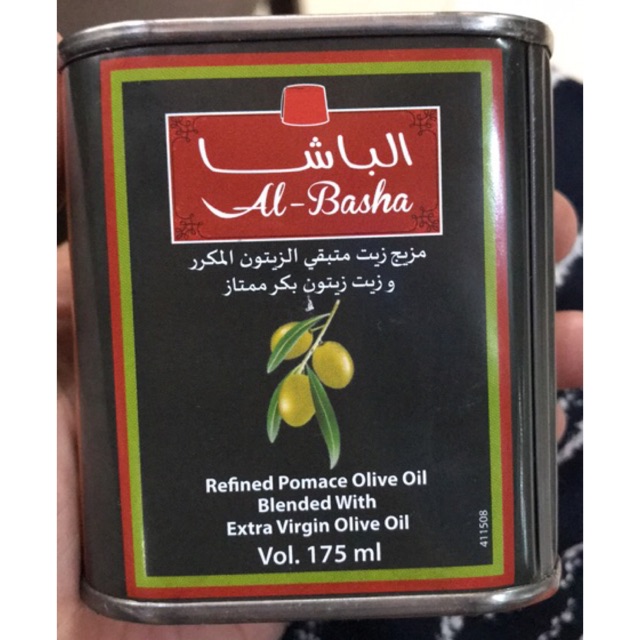 الباشا
Al-Basha
مزيج زيت متبقي الزيتون المكرر
و زيت زيتون بكر ممتاز
Refined Pomace Olive Oil
Blended With
Extra Virgin Olive Oil
Vol. 175 ml
411508